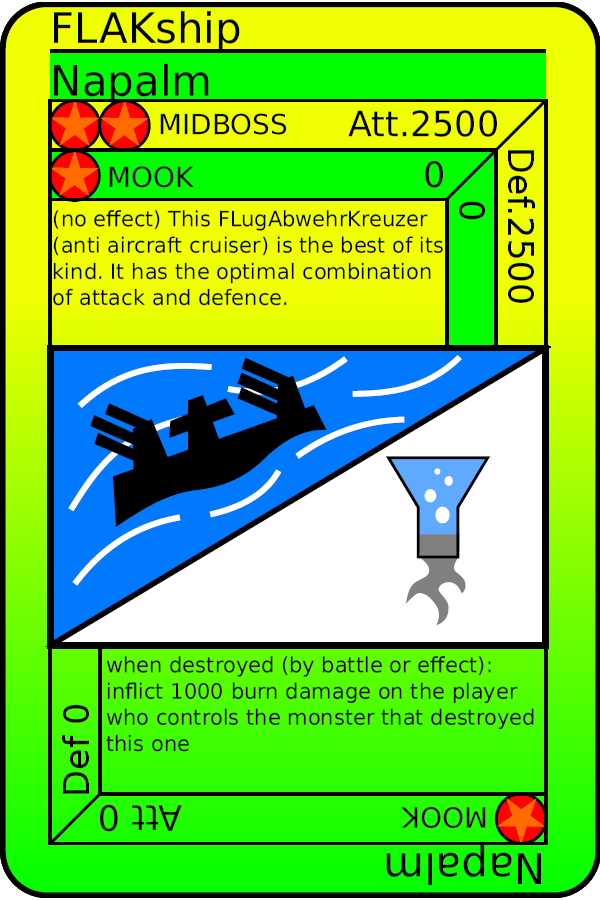 FLAKship
Napalm
MIDBOSS Att.2500
MOOK 0
0
Def.2500
(no effect) This FLugAbwehrKreuzer
(anti aircraft cruiser) is the best of its
kind. It has the optimal combination
of attack and defence.
when destroyed (by battle or effect):
inflict 1000 burn damage on the player
who controls the monster that destroyed
this one
Def 0
Att 0 MOOK
Napalm